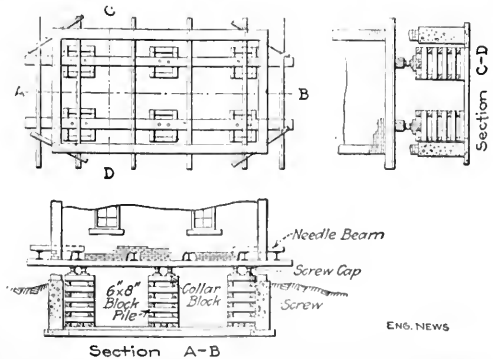 C
A
B
D
Section C-D
Needle Beam
Screw Cap
6"x8"
Block
Pile
Collar
Block
Screw
ENG. NEWS
Section A-B